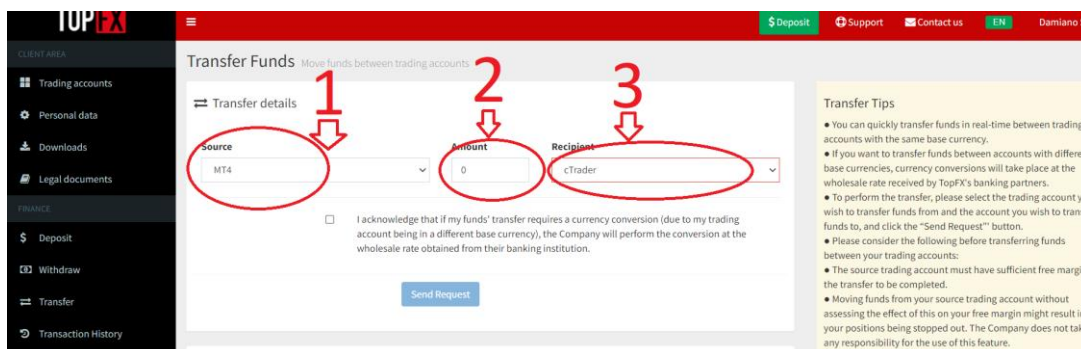 TOPFX
$ Deposit
Support
Contact us
EN
Damiano
CLIENT AREA
Trading accounts
Personal data
Downloads
Legal documents
FINANCE
$ Deposit
Withdraw
Transfer
Transaction History
Transfer Funds Move funds between trading accounts
1
2
3
Transfer details
Source
Amount
Recipient
MT4
0
cTrader
I acknowledge that if my funds' transfer requires a currency conversion (due to my trading
account being in a different base currency), the Company will perform the conversion at the
wholesale rate obtained from their banking institution.
Send Request
Transfer Tips
● You can quickly transfer funds in real-time between trading
accounts with the same base currency.
● If you want to transfer funds between accounts with
base currencies, currency conversions will take place at the
wholesale rate received by TopFX's banking partners.
● To perform the transfer, please select the trading account
wish to transfer funds from and the account you wish to
funds to, and click the "Send Request"' button.
● Please consider the following before transferring funds
between your trading accounts:
● The source trading account must have sufficient free
the transfer to be completed.
● Moving funds from your source trading account without
assessing the effect of this on your free margin might result
your positions being stopped out. The Company does not
any responsibility for the use of this feature.